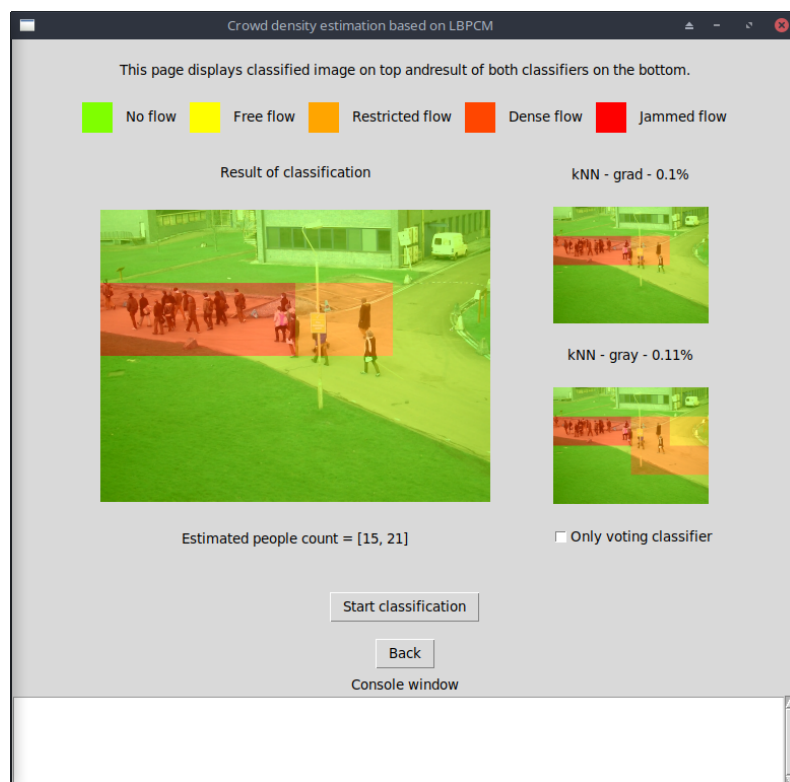 Crowd density estimation based on LBPCM
This page displays classified image on top andresult of both classifiers on the bottom.
No flow
Free flow
Restricted flow
Dense flow
Jammed flow
Result of classification
kNN - grad - 0.1%
kNN - gray - 0.11%
Estimated people count = [15, 21]
Only voting classifier
Start classification
Back
Console window